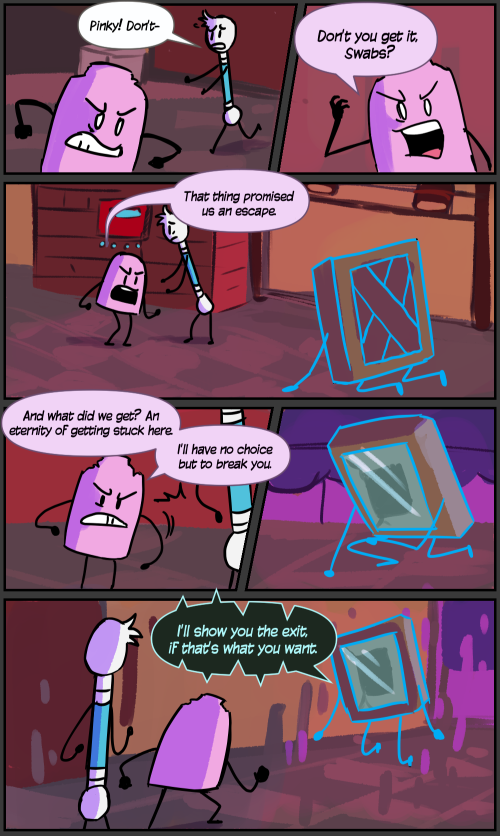 Pinky! Don't-
Don't you get it,
Swabs?
That thing promised
us an escape.
And what did we get? An
eternity of getting stuck here.
I'll have no choice
but to break you.
I'll show you the exit,
if that's what you want.